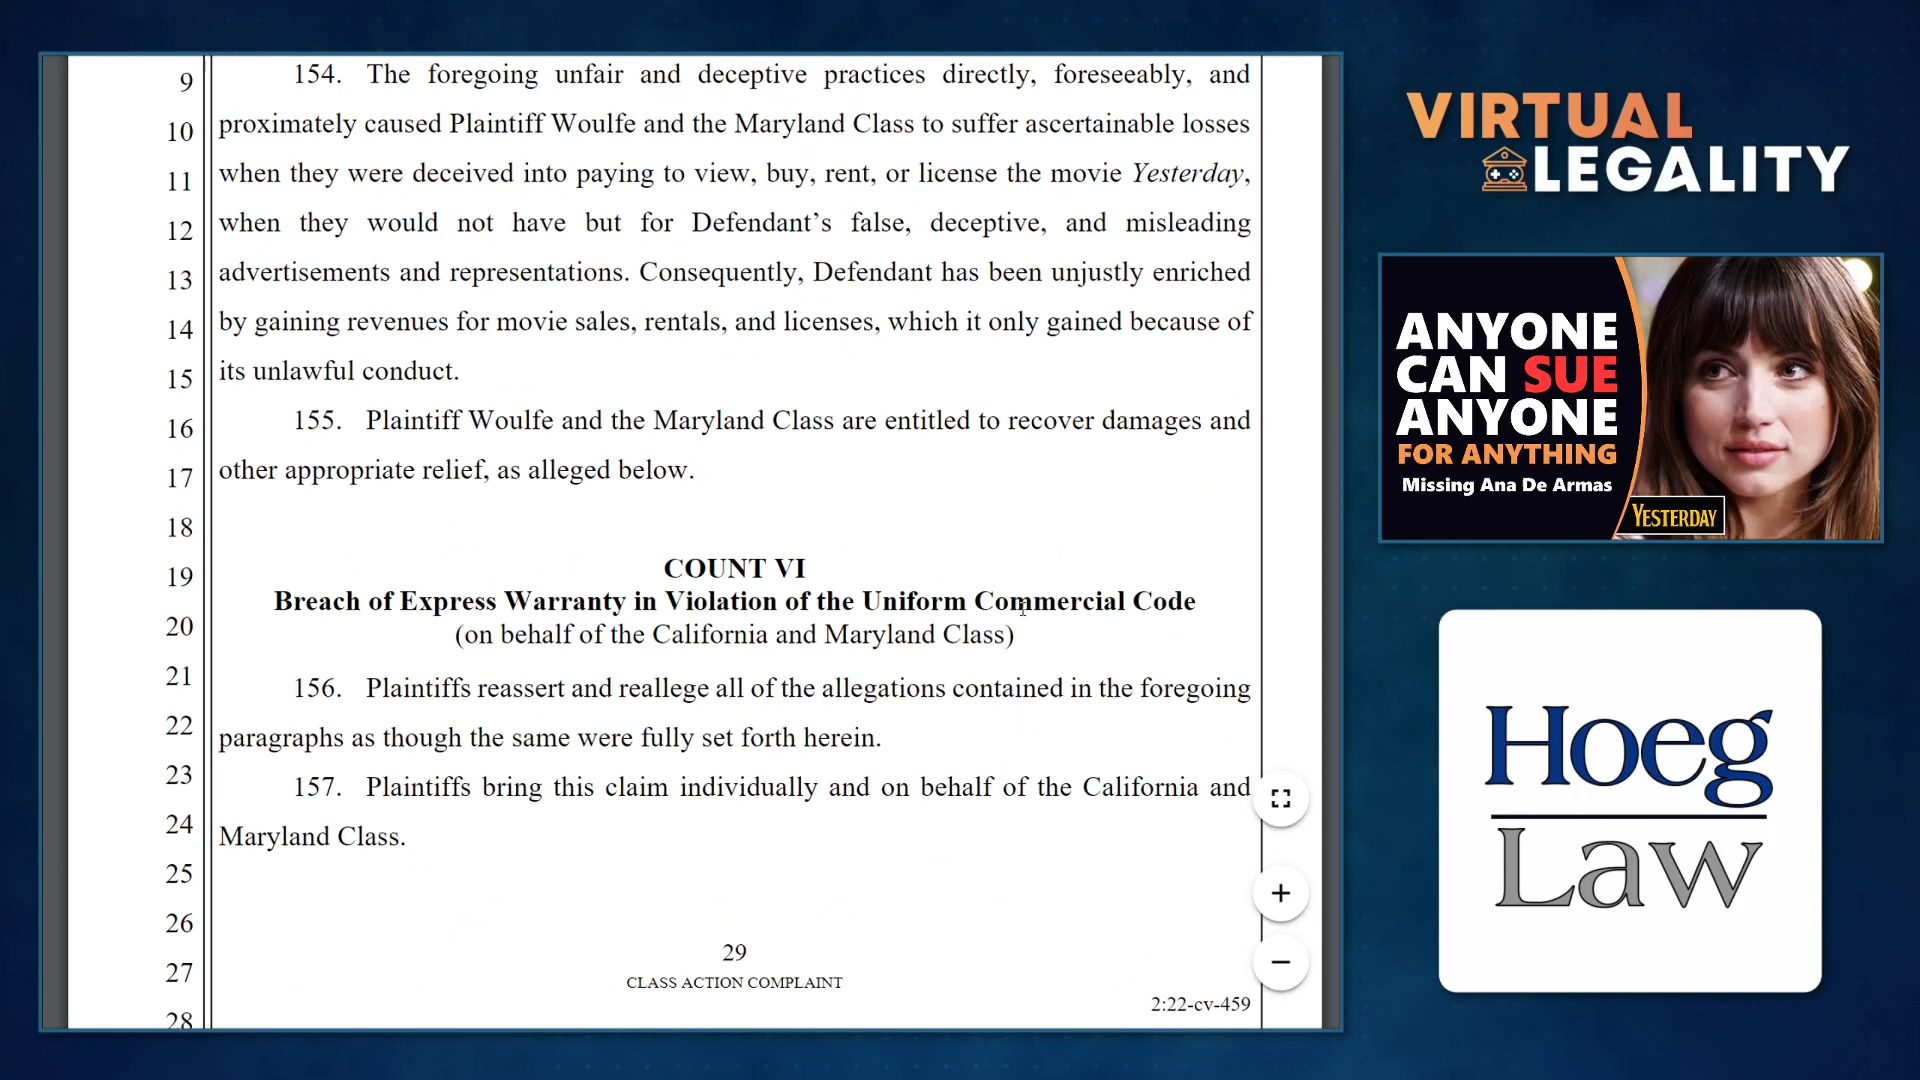 9
154. The foregoing unfair and deceptive practices directly, foreseeably, and
10
proximately caused Plaintiff Woulfe and the Maryland Class to suffer ascertainable losses
11
when they were deceived into paying to view, buy, rent, or license the movie Yesterday,
12
when they would not have but for Defendant’s false, deceptive, and misleading
13
advertisements and representations. Consequently, Defendant has been unjustly enriched
14
by gaining revenues for movie sales, rentals, and licenses, which it only gained because of
15
its unlawful conduct.
16
155. Plaintiff Woulfe and the Maryland Class are entitled to recover damages and
17
other appropriate relief, as alleged below.
18
19
COUNT VI
Breach of Express Warranty in Violation of the Uniform Commercial Code
20
(on behalf of the California and Maryland Class)
21
156. Plaintiffs reassert and reallege all of the allegations contained in the foregoing
22
paragraphs as though the same were fully set forth herein.
23
157. Plaintiffs bring this claim individually and on behalf of the California and
24
Maryland Class.
25
26
29
27
CLASS ACTION COMPLAINT
2:22-cv-459
28
VIRTUAL
LEGALITY
ANYONE
CAN SUE
ANYONE
FOR ANYTHING
Missing Ana De Armas
YESTERDAY
Hoeg
Law